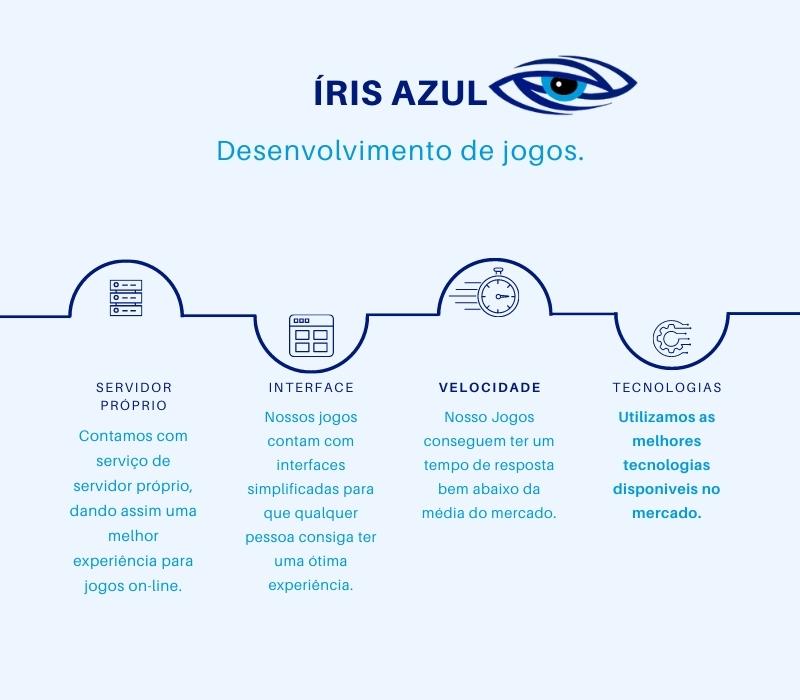 ÍRIS AZUL
Desenvolvimento de jogos.
SERVIDOR
PRÓPRIO
Contamos com
serviço de
servidor próprio,
dando assim uma
melhor
experiência para
jogos on-line.
INTERFACE
Nossos jogos
contam com
interfaces
simplificadas para
que qualquer
pessoa consiga ter
uma ótima
experiência.
VELOCIDADE
Nosso Jogos
conseguem ter um
tempo de resposta
bem abaixo da
média do mercado.
TECNOLOGIAS
Utilizamos as
melhores
tecnologias
disponiveis no
mercado.